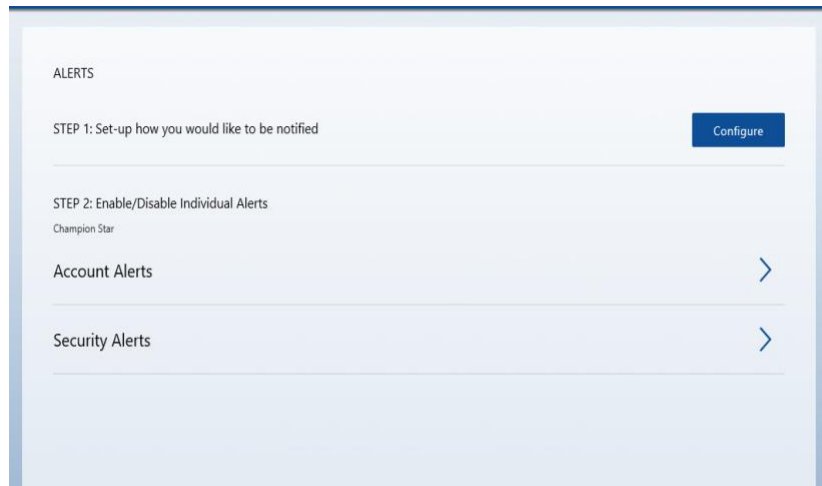 ALERTS
STEP 1: Set-up how you would like to be notified
Configure
STEP 2: Enable/Disable Individual Alerts
Champion Star
Account Alerts
Security Alerts